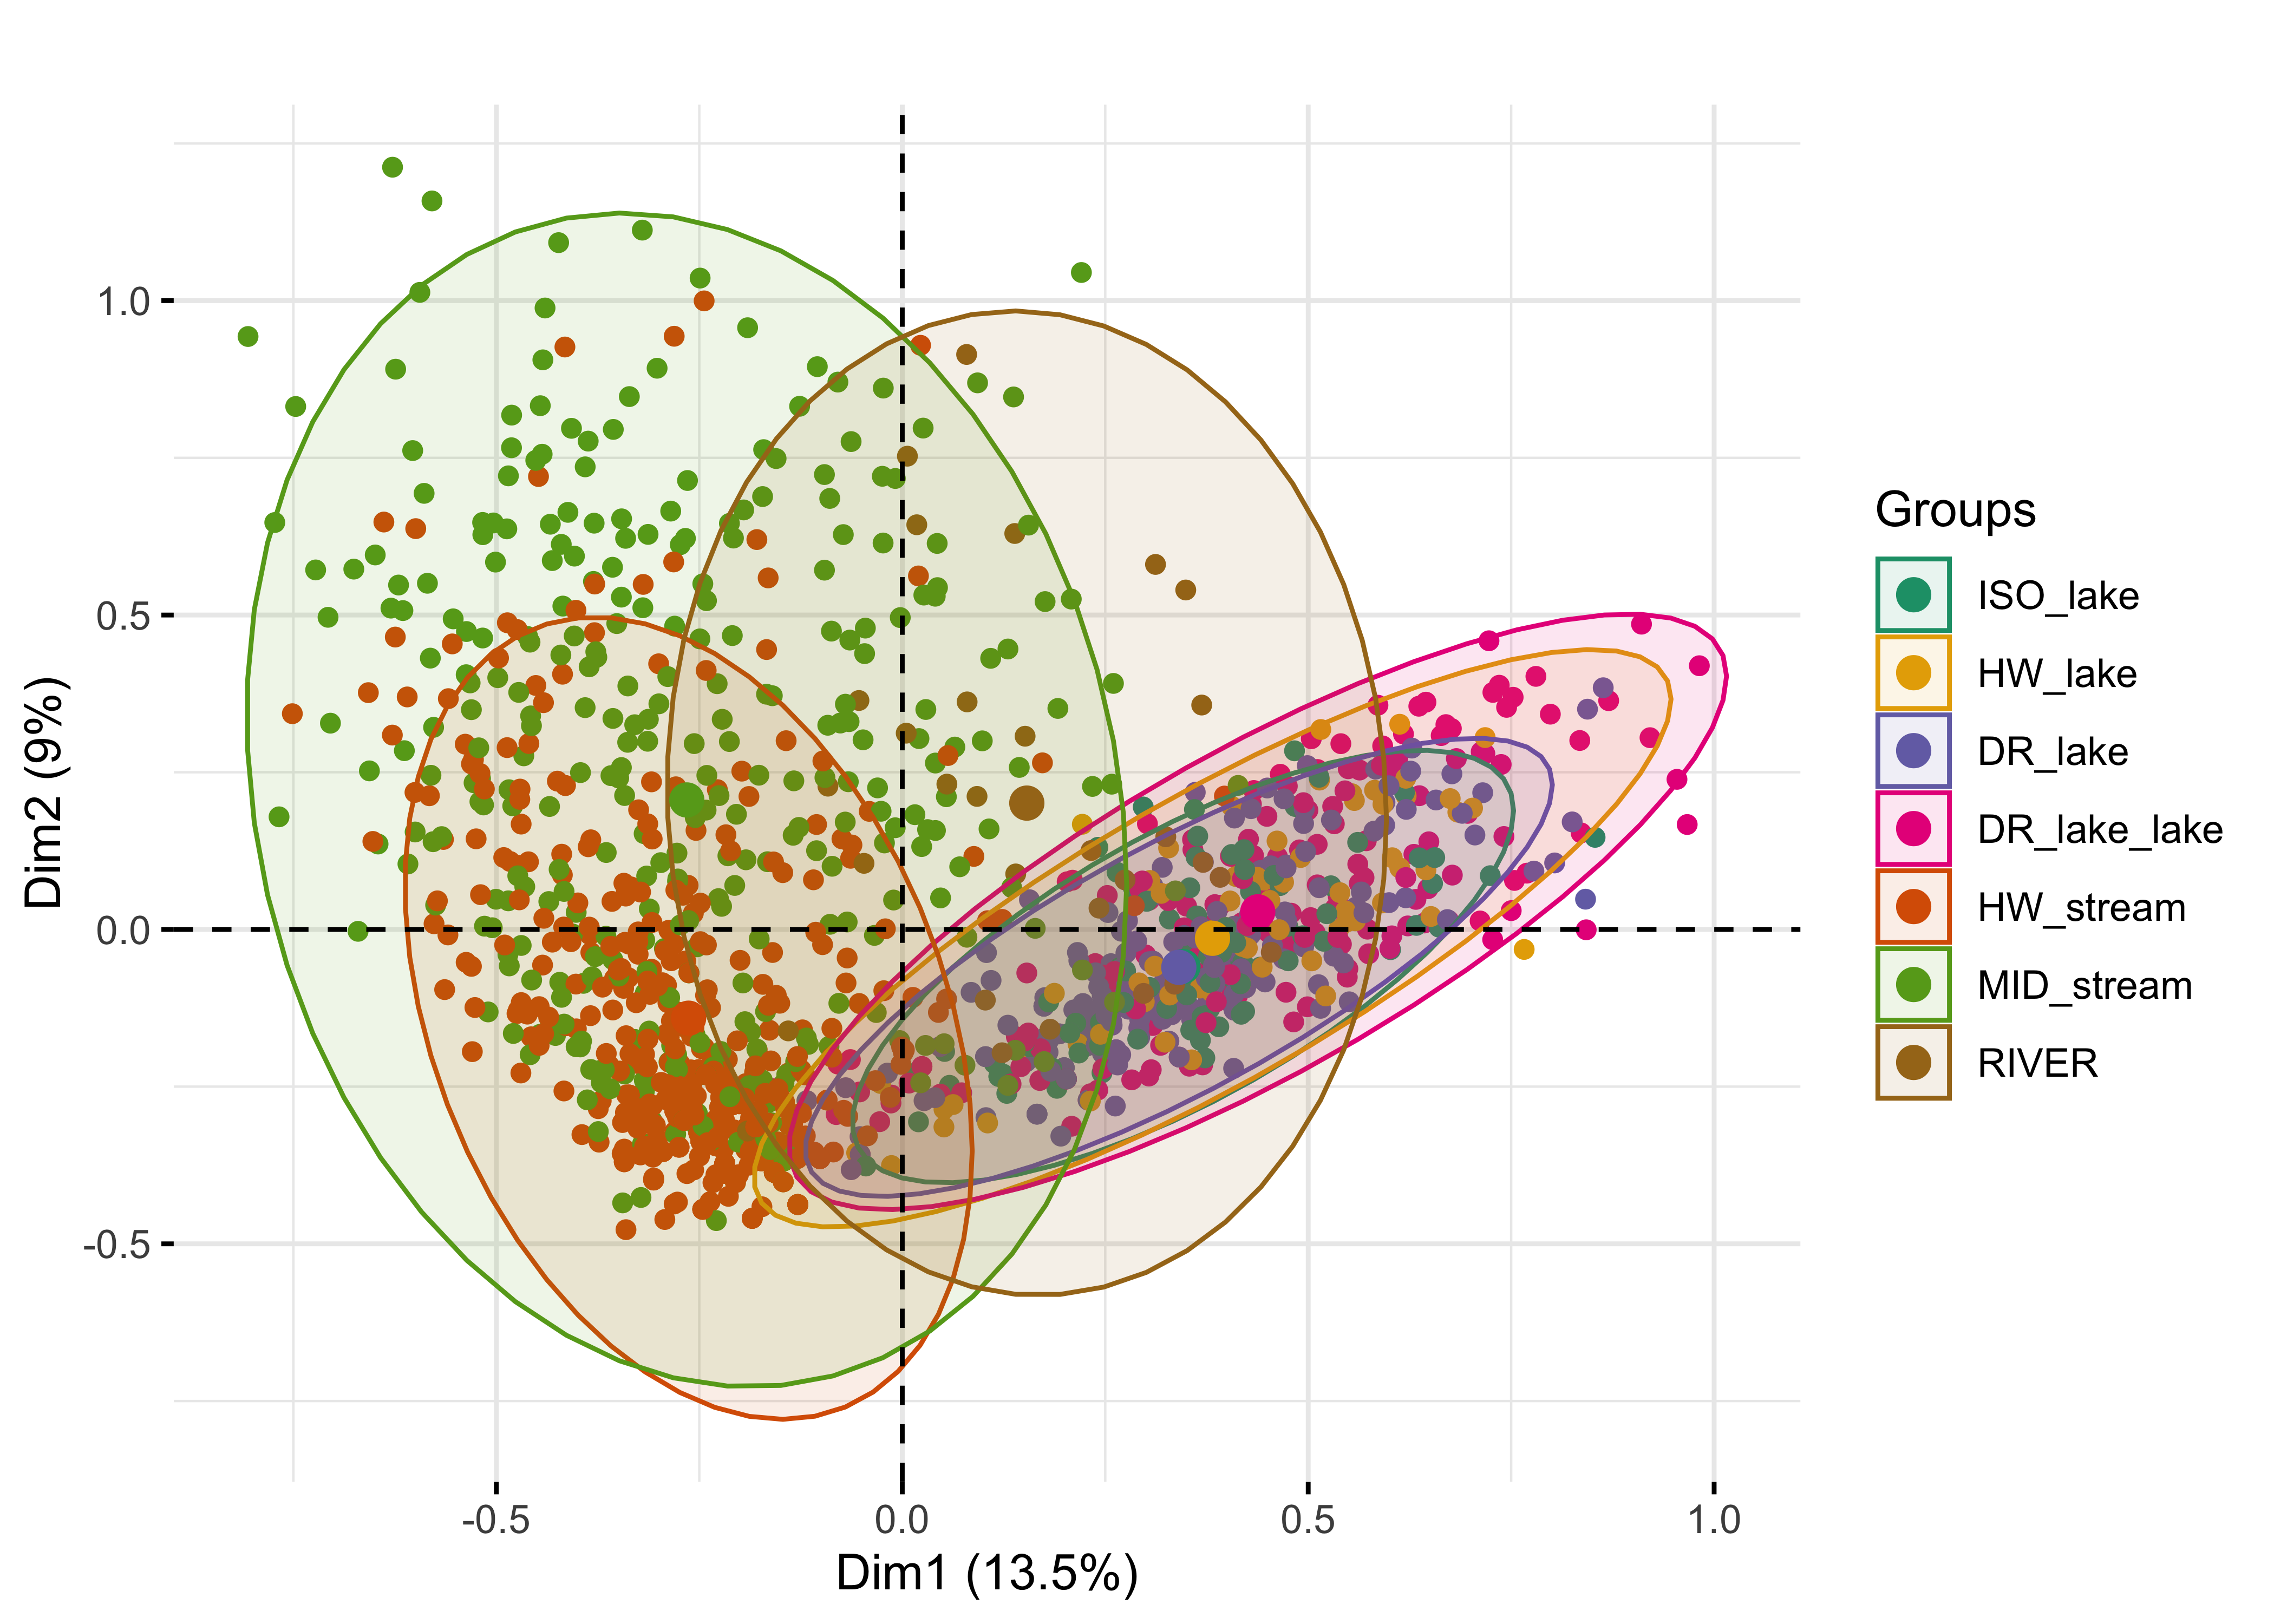 1.0
0.5
0.0
-0.5
Dim2 (9%)
-0.5
0.0
0.5
1.0
Dim1 (13.5%)
Groups
ISO_lake
HW_lake
DR_lake
DR_lake_lake
HW_stream
MID_stream
RIVER